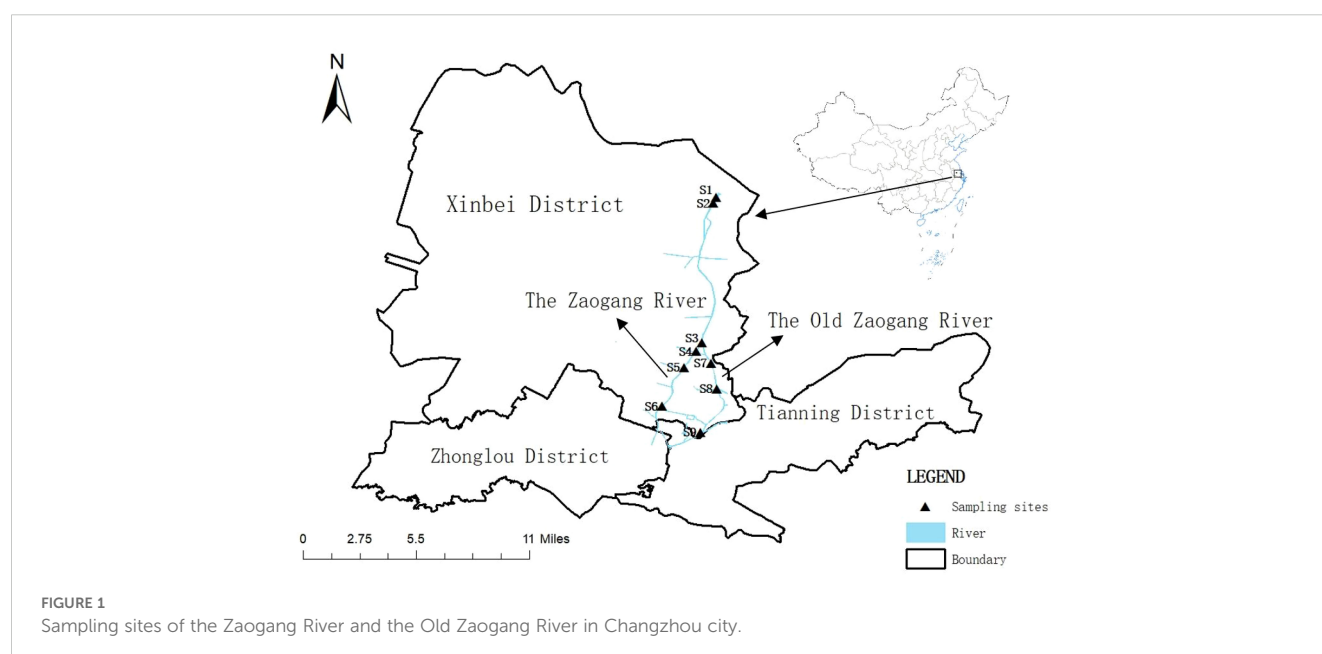 N
S1
S2
Xinbei District
The Zaogang River
The Old Zaogang River
S3
S4
S7
S5
S8
S6
Tianning District
S9
Zhonglou District
LEGEND
Sampling sites
River
Boundary
0 2.75 5.5 11 Miles
FIGURE 1
Sampling sites of the Zaogang River and the Old Zaogang River in Changzhou city.